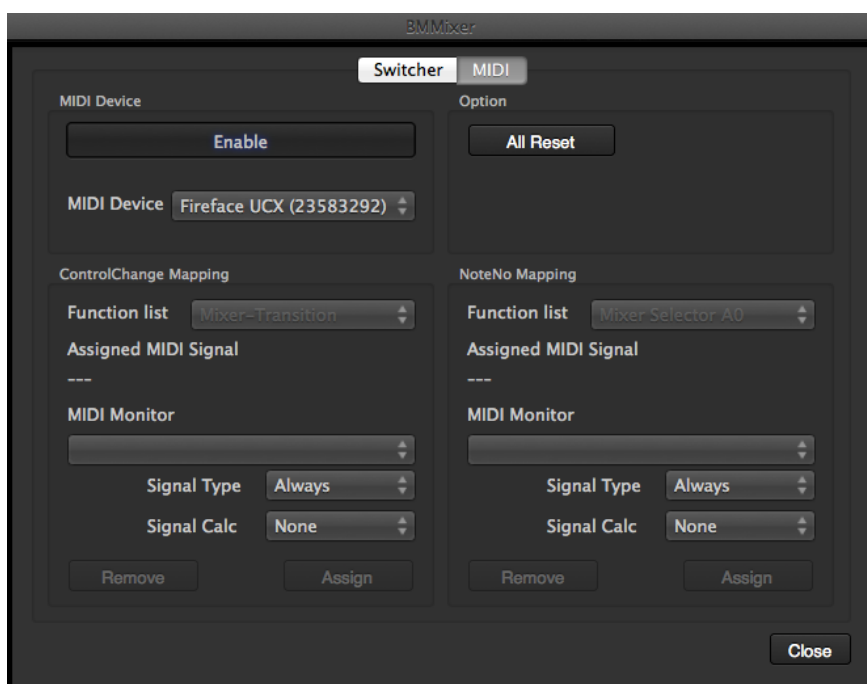 BMMixer
Switcher MIDI
MIDI Device
Enable
MIDI Device Fireface UCX (23583292)
Option
All Reset
ControlChange Mapping
Function list Mixer-Transition
Assigned MIDI Signal
---
MIDI Monitor
Signal Type Always
Signal Calc None
Remove Assign
NoteNo Mapping
Function list Mixer Selector A0
Assigned MIDI Signal
---
MIDI Monitor
Signal Type Always
Signal Calc None
Remove Assign
Close